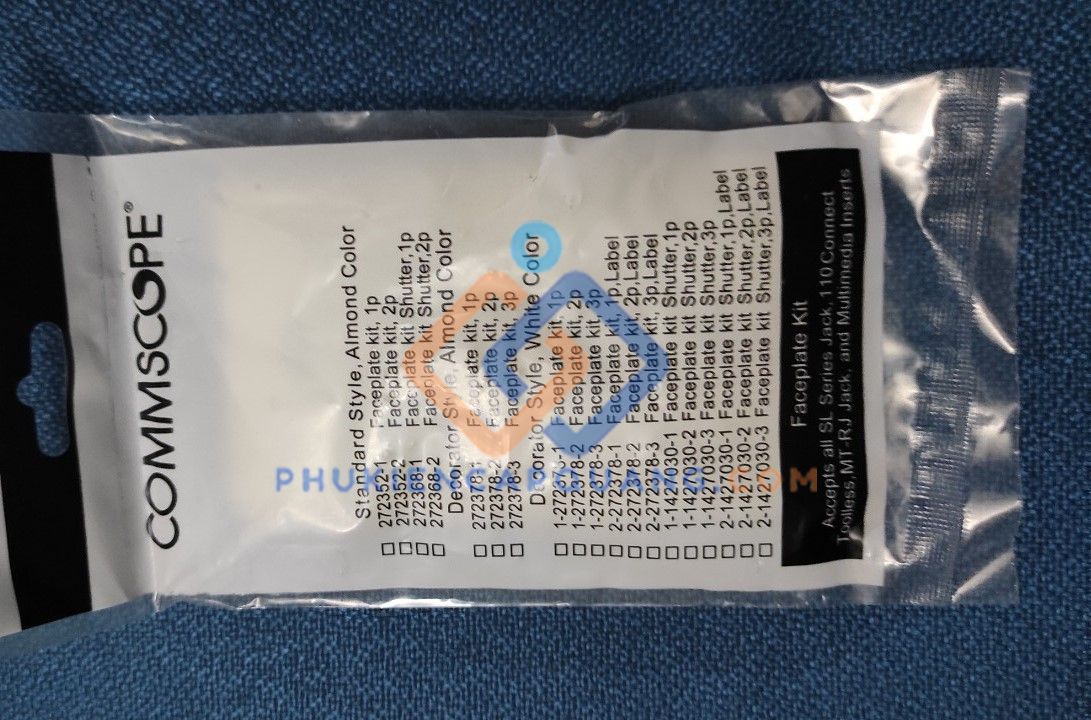 COMMSCOPE®
Standard Style,Almond Color
☐ 272352-1 Faceplate kit, 1p
☐ 272352-2 Faceplate kit, 2p
☐ 272368-1 Faceplate kit Shutter,1p
☐ 272368-2 Faceplate kit Shutter,2p
Decorator Style,Almond Color
☐ 272378-1 Faceplate kit, 1p
☐ 272378-2 Faceplate kit, 2p
☐ 272378-3 Faceplate kit, 3p
Decorator Style, White Color
☐ 1-272378-1 Faceplate kit, 1p
☐ 1-272378-2 Faceplate kit, 2p
☐ 1-272378-3 Faceplate kit, 3p
☐ 2-272378-1 Faceplate kit, 1p,Label
☐ 2-272378-2 Faceplate kit, 2p,Label
☐ 2-272378-3 Faceplate kit, 3p,Label
☐ 1-1427030-1 Faceplate kit Shutter,1p
☐ 1-1427030-2 Faceplate kit Shutter,2p
☐ 1-1427030-3 Faceplate kit Shutter,3p
☐ 2-1427030-1 Faceplate kit Shutter,1p,Label
☐ 2-1427030-2 Faceplate kit Shutter,2p,Label
☐ 2-1427030-3 Faceplate kit Shutter,3p,Label
Faceplate Kit
Accepts all SL Series Jack,110Connect
Toolless,MT-RJ Jack, and Multimedia Inserts
PHUKIENCAPQUANG.COM